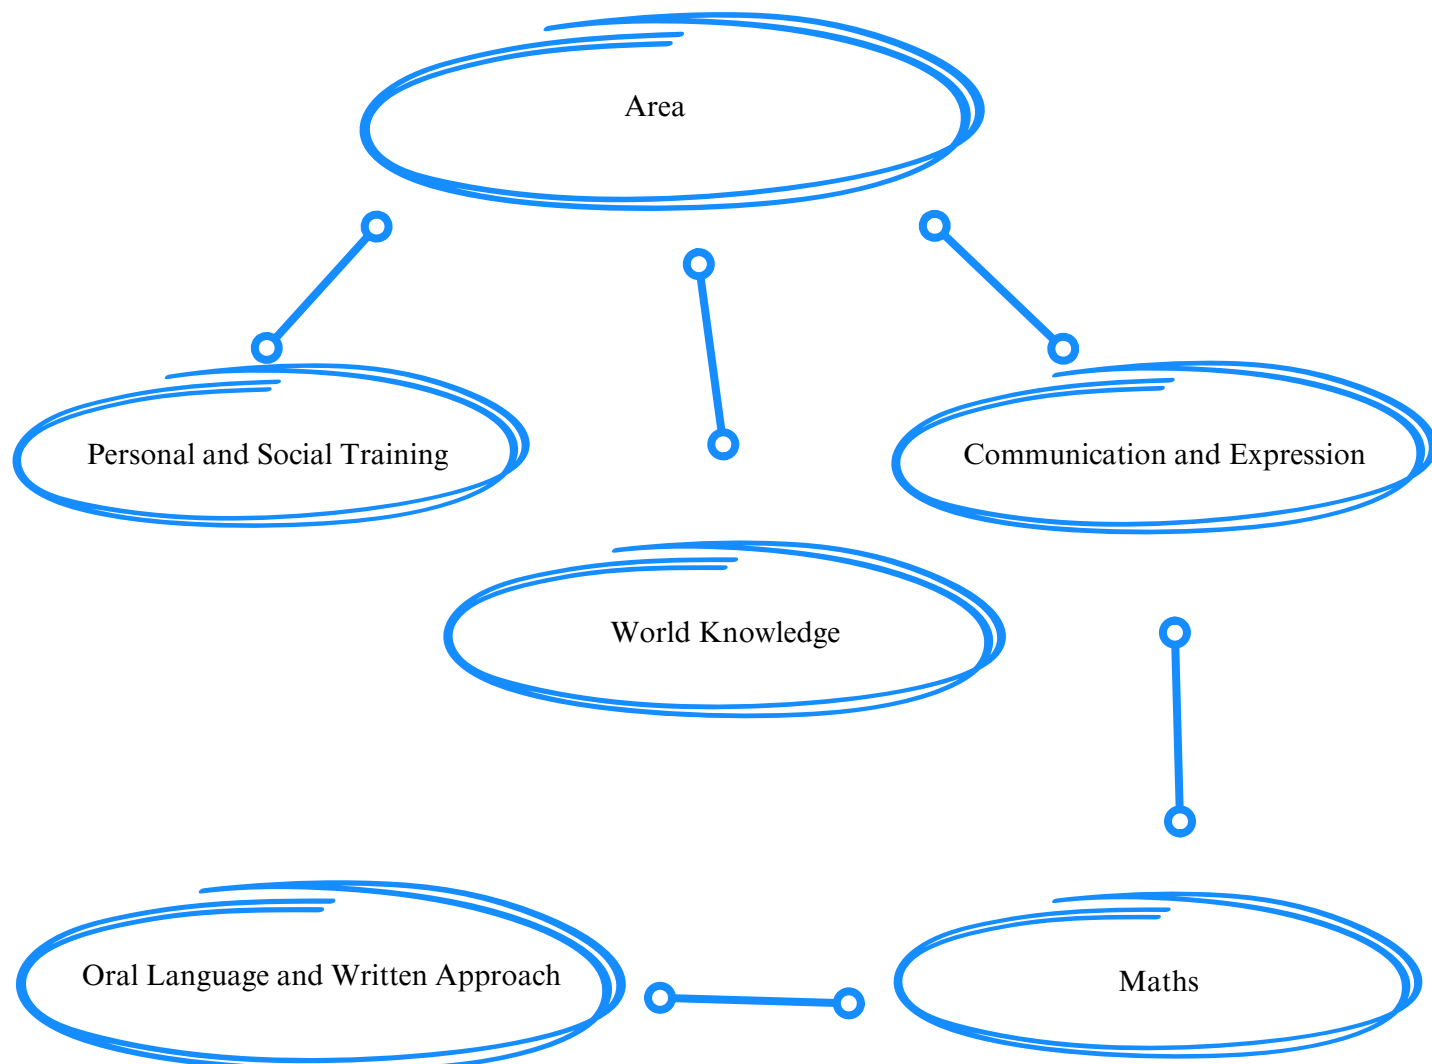 Area
Personal and Social Training
Communication and Expression
World Knowledge
Oral Language and Written Approach
Maths